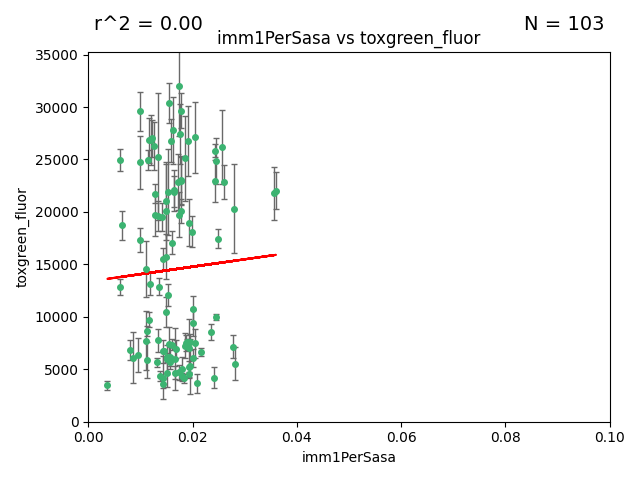 r^2 = 0.00
N = 103
imm1PerSasa vs toxgreen_fluor
35000
30000
25000
20000
15000
10000
5000
0
toxgreen_fluor
0.00
0.02
0.04
0.06
0.08
0.10
imm1PerSasa